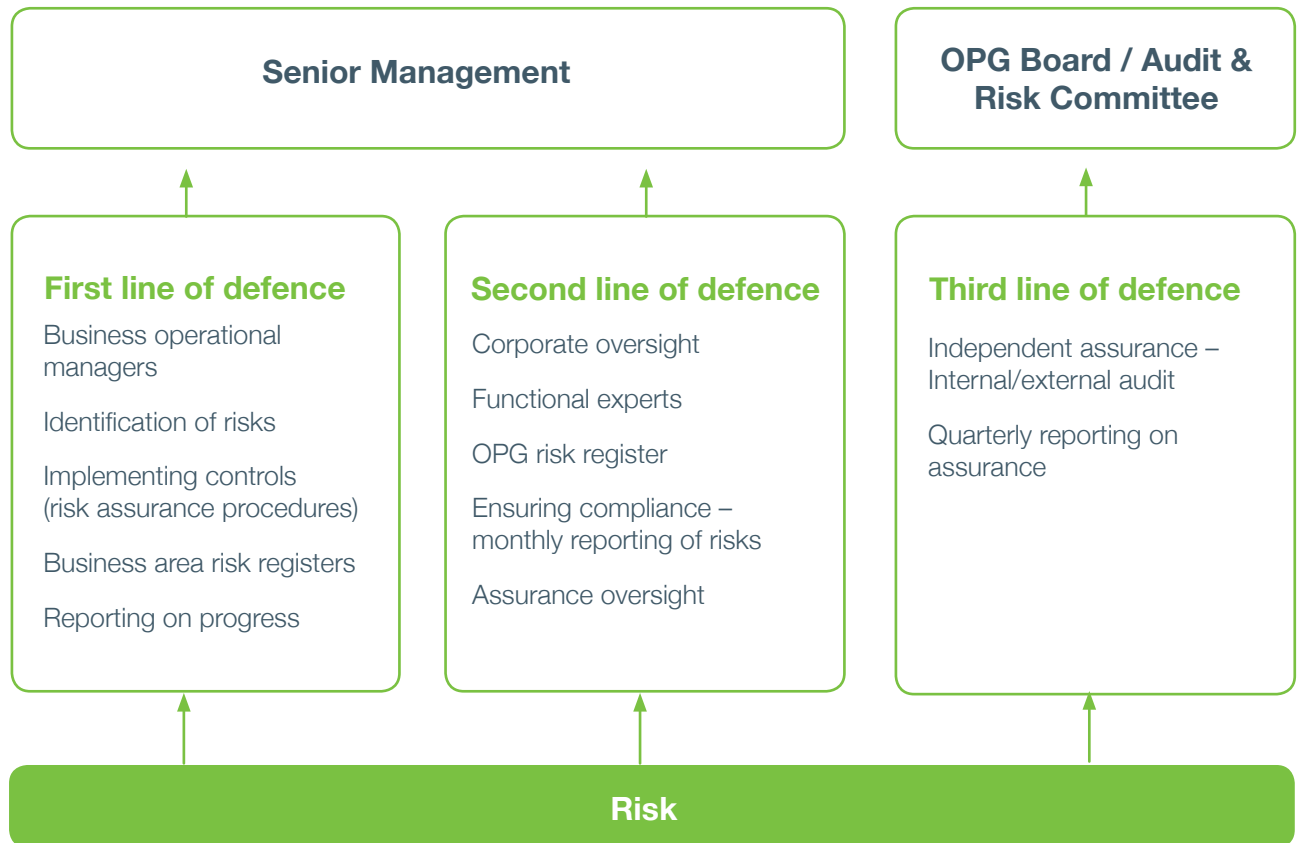 Senior Management
OPG Board / Audit &
Risk Committee
First line of defence
Business operational
managers
Identification of risks
Implementing controls
(risk assurance procedures)
Business area risk registers
Reporting on progress
Second line of defence
Corporate oversight
Functional experts
OPG risk register
Ensuring compliance –
monthly reporting of risks
Assurance oversight
Third line of defence
Independent assurance –
Internal/external audit
Quarterly reporting on
assurance
Risk